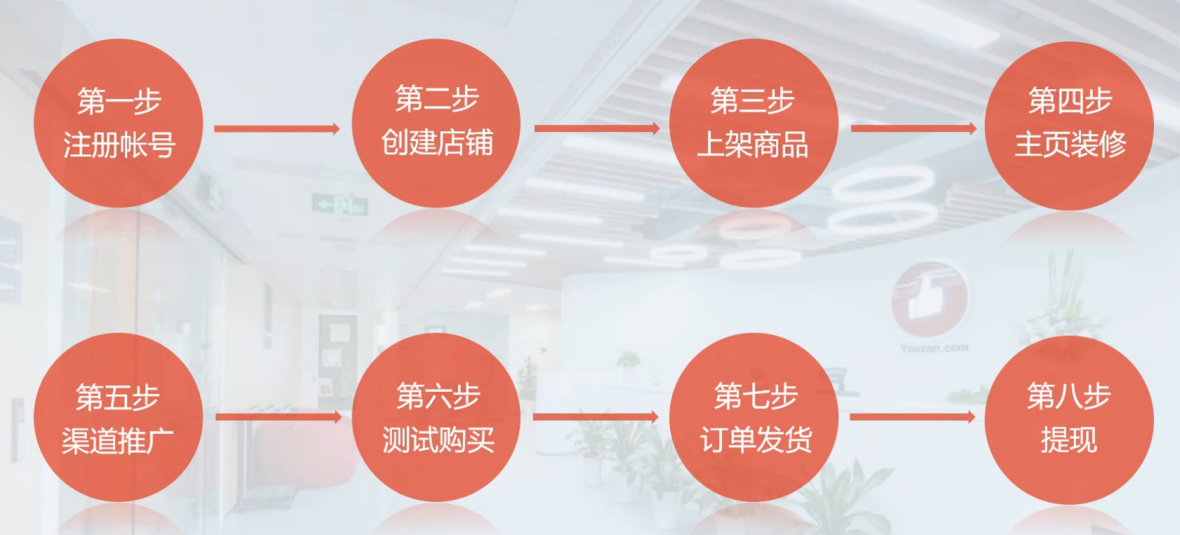 第一步
注册帐号
第二步
创建店铺
第三步
上架商品
第四步
主页装修
Youzan.com
第五步
渠道推广
第六步
测试购买
第七步
订单发货
第八步
提现